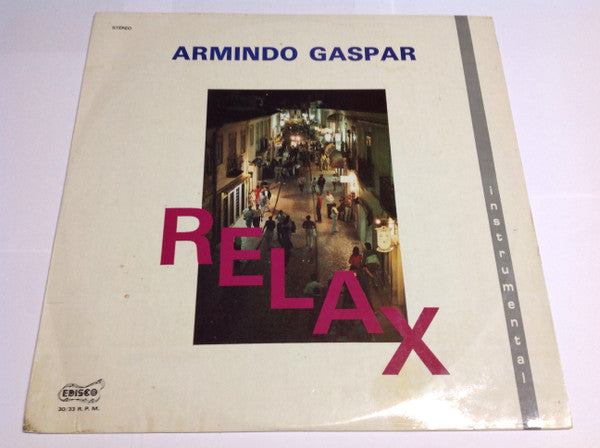 STEREO
ARMINDO GASPAR
RELAX
instrumental
EDISCO
30/33 R.P.M.